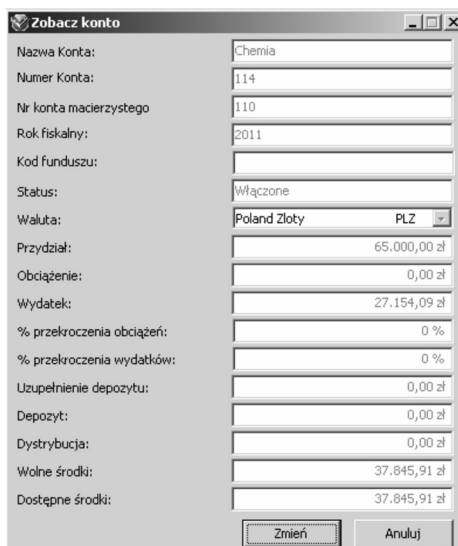 Zobacz konto
Nazwa Konta: Chemia
Numer Konta: 114
Nr konta macierzystego 110
Rok fiskalny: 2011
Kod funduszu:
Status: Włączone
Waluta: Poland Zloty PLZ
Przydział: 65.000,00 zł
Obciążenie: 0,00 zł
Wydatek: 27.154,09 zł
% przekroczenia obciążeń: 0 %
% przekroczenia wydatków: 0 %
Uzupełnienie depozytu: 0,00 zł
Depozyt: 0,00 zł
Dystrybucja: 0,00 zł
Wolne środki: 37.845,91 zł
Dostępne środki: 37.845,91 zł
Zmień Anuluj